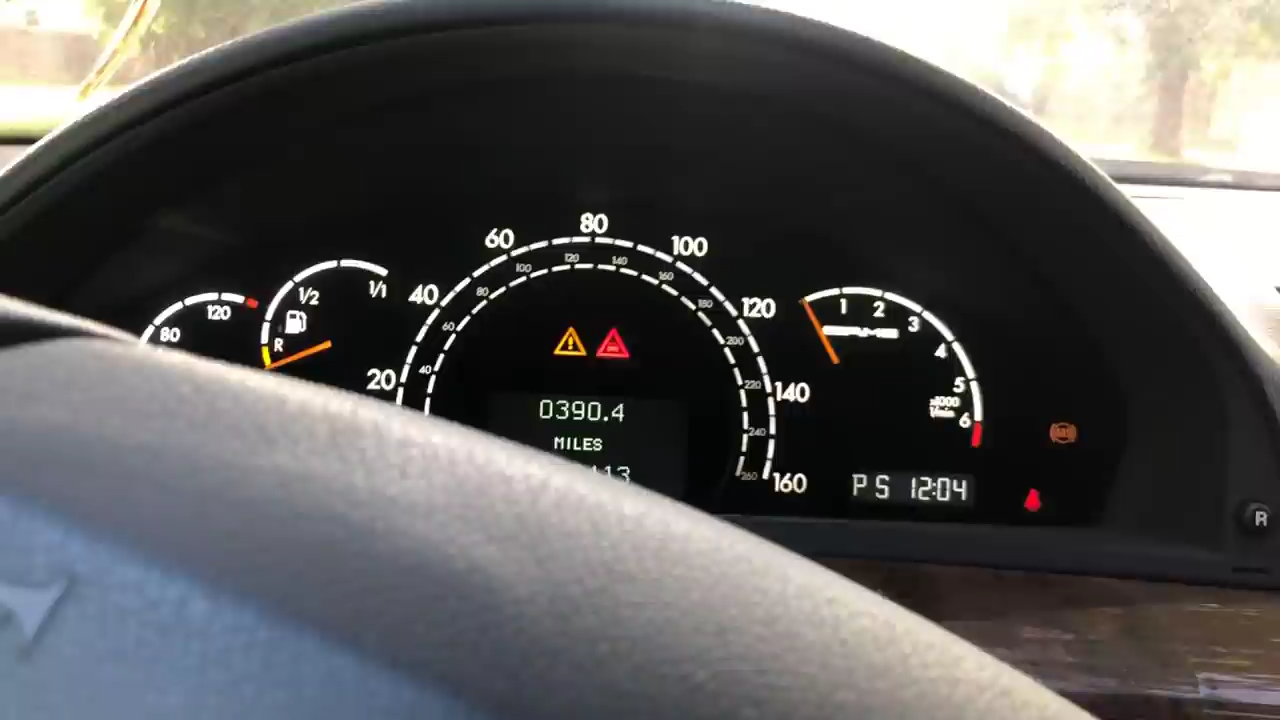 80 120
R 1/2 1/1
20 40 60 80 100 120 140 160
40 60 80 100 120 140 160 180 200 220 240 260
0390.4
MILES
113
1 2 3 4 5 6
x1000
1/min
P S 12:04
R